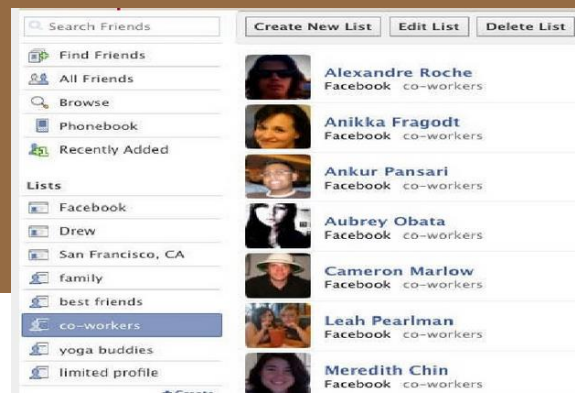 Search Friends
Find Friends
All Friends
Browse
Phonebook
Recently Added
Lists
Facebook
Drew
San Francisco, CA
family
best friends
co-workers
yoga buddies
limited profile
Create
Create New List
Edit List
Delete List
Alexandre Roche
Facebook co-workers
Anikka Fragodt
Facebook co-workers
Ankur Pansari
Facebook co-workers
Aubrey Obata
Facebook co-workers
Cameron Marlow
Facebook co-workers
Leah Pearlman
Facebook co-workers
Meredith Chin
Facebook co-workers